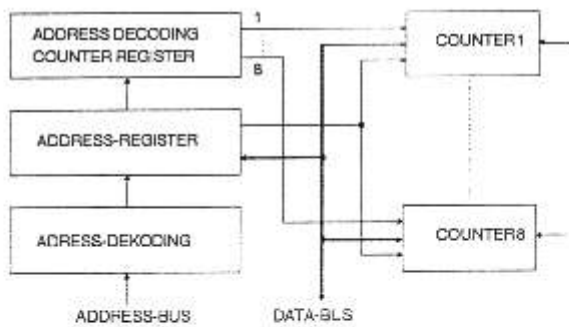 ADDRESS DECODING
COUNTER REGISTER
1
8
COUNTER1
ADDRESS-REGISTER
ADRESS-DEKODING
COUNTER8
ADDRESS-BUS
DATA-BLS